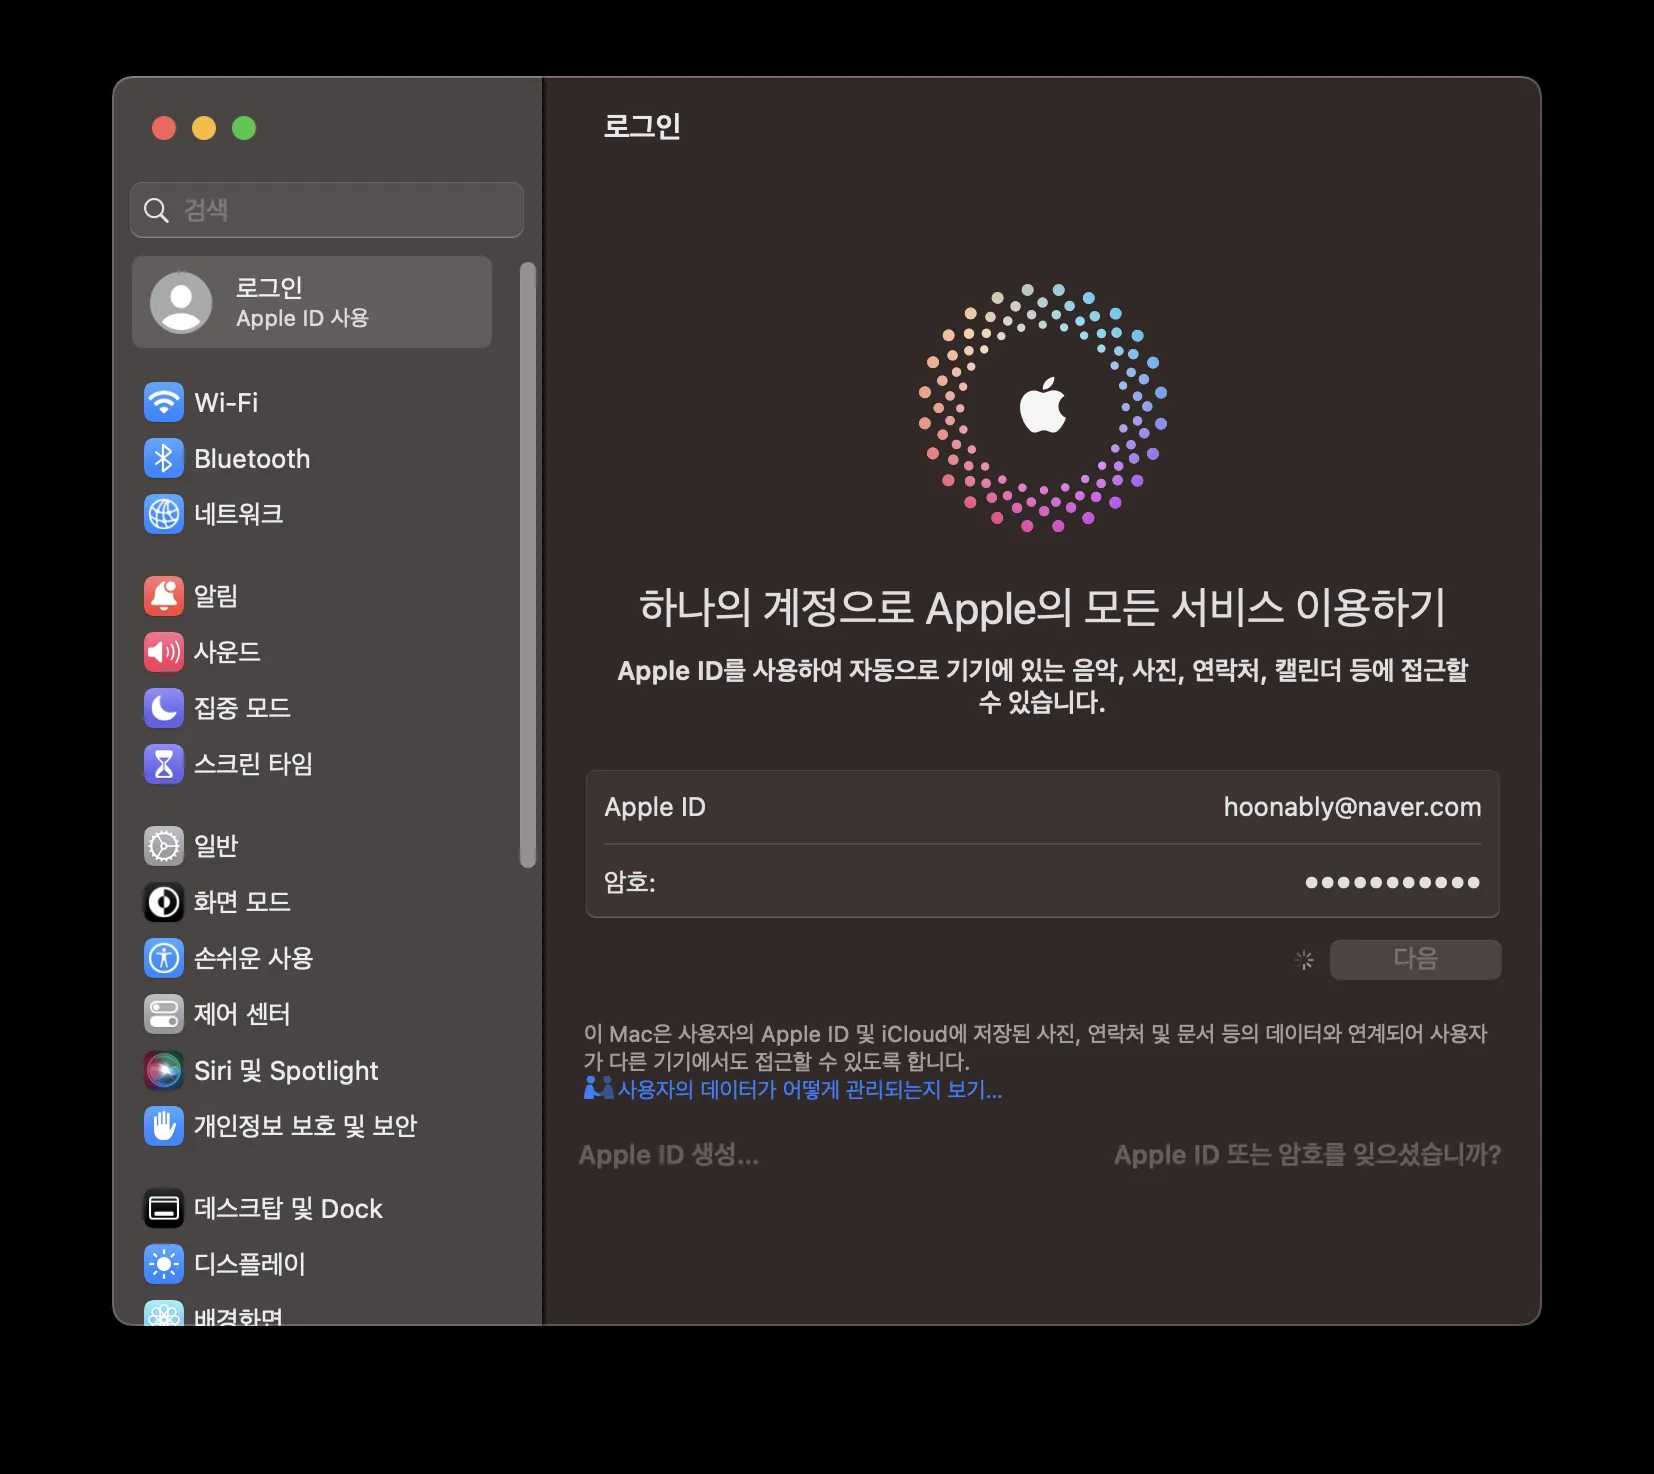 로그인
검색
로그인
Apple ID 사용
Wi-Fi
Bluetooth
네트워크
알림
사운드
집중 모드
스크린 타임
일반
화면 모드
손쉬운 사용
제어 센터
Siri 및 Spotlight
개인정보 보호 및 보안
데스크탑 및 Dock
디스플레이
배경화면
하나의 계정으로 Apple의 모든 서비스 이용하기
Apple ID를 사용하여 자동으로 기기에 있는 음악, 사진, 연락처, 캘린더 등에 접근할
수 있습니다.
Apple ID hoonably@naver.com
암호: ●●●●●●●●●●●
다음
이 Mac은 사용자의 Apple ID 및 iCloud에 저장된 사진, 연락처 및 문서 등의 데이터와 연계되어 사용자
가 다른 기기에서도 접근할 수 있도록 합니다.
사용자의 데이터가 어떻게 관리되는지 보기...
Apple ID 생성... Apple ID 또는 암호를 잊으셨습니까?